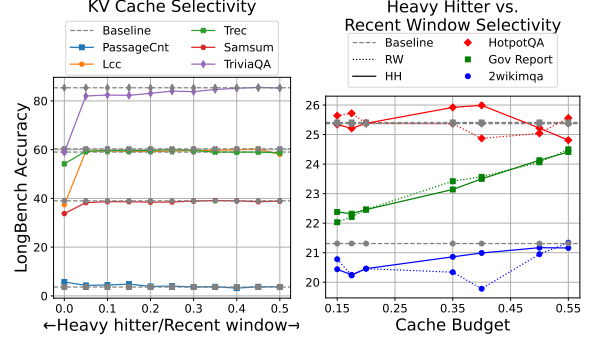 KV Cache Selectivity
Baseline
PassageCnt
Lcc
Trec
Samsum
TriviaQA
LongBench Accuracy
80
60
40
20
0
0.0 0.1 0.2 0.3 0.4 0.5
←Heavy hitter/Recent window→
Heavy Hitter vs.
Recent Window Selectivity
Baseline
RW
HH
HotpotQA
Gov Report
2wikimqa
26
25
24
23
22
21
20
0.15 0.25 0.35 0.45 0.55
Cache Budget